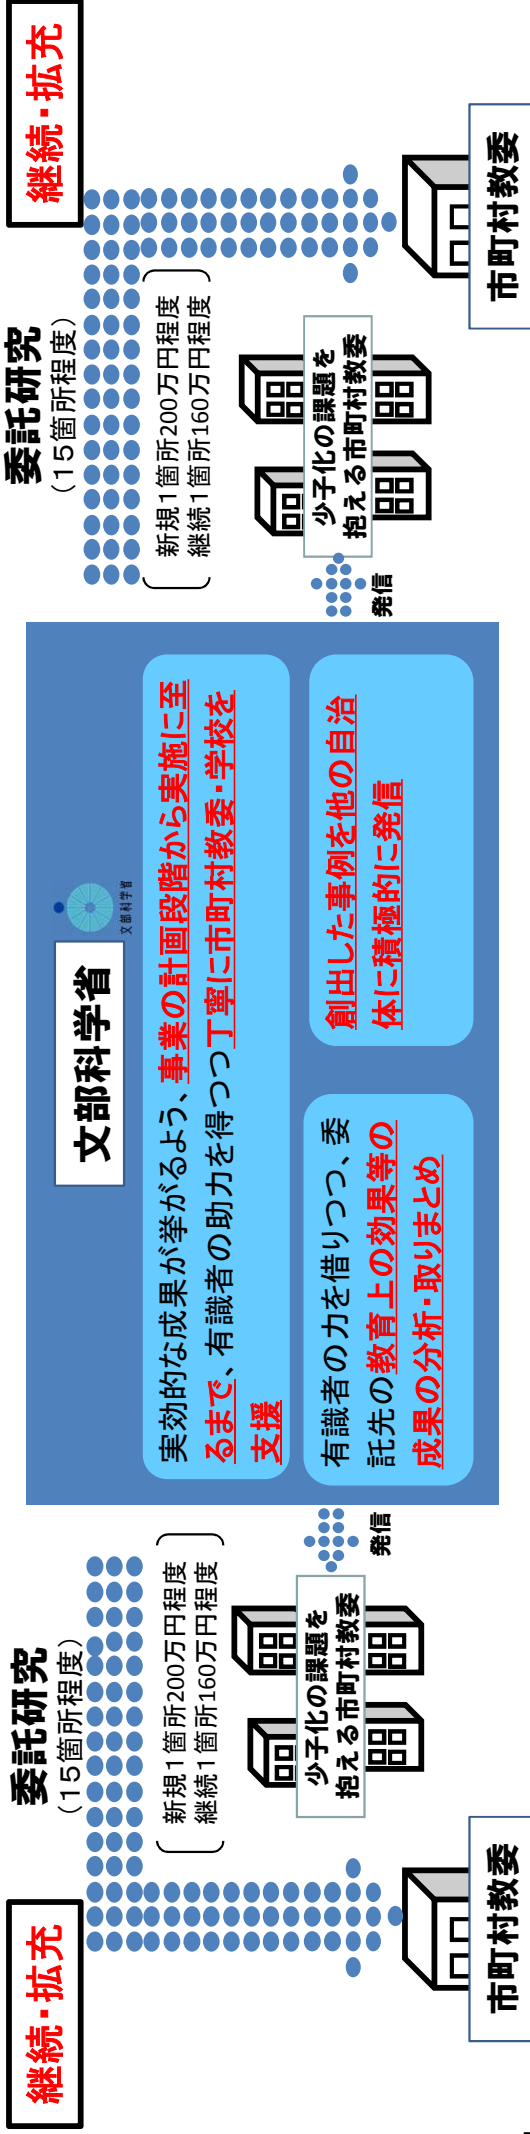 継続・拡充
委託研究
（15箇所程度）
新規1箇所200万円程度
継続1箇所160万円程度
少子化の課題を
抱える市町村教委
発信
市町村教委
文部科学省
文部科学省
実効的な成果が挙がるよう、事業の計画段階から実施に至
るまで、有識者の助力を得つつ丁寧に市町村教委・学校を
支援
有識者の力を借りつつ、委
託先の教育上の効果等の
成果の分析・取りまとめ
創出した事例を他の自治
体に積極的に発信
委託研究
（15箇所程度）
継続・拡充
新規1箇所200万円程度
継続1箇所160万円程度
少子化の課題を
抱える市町村教委
発信
市町村教委